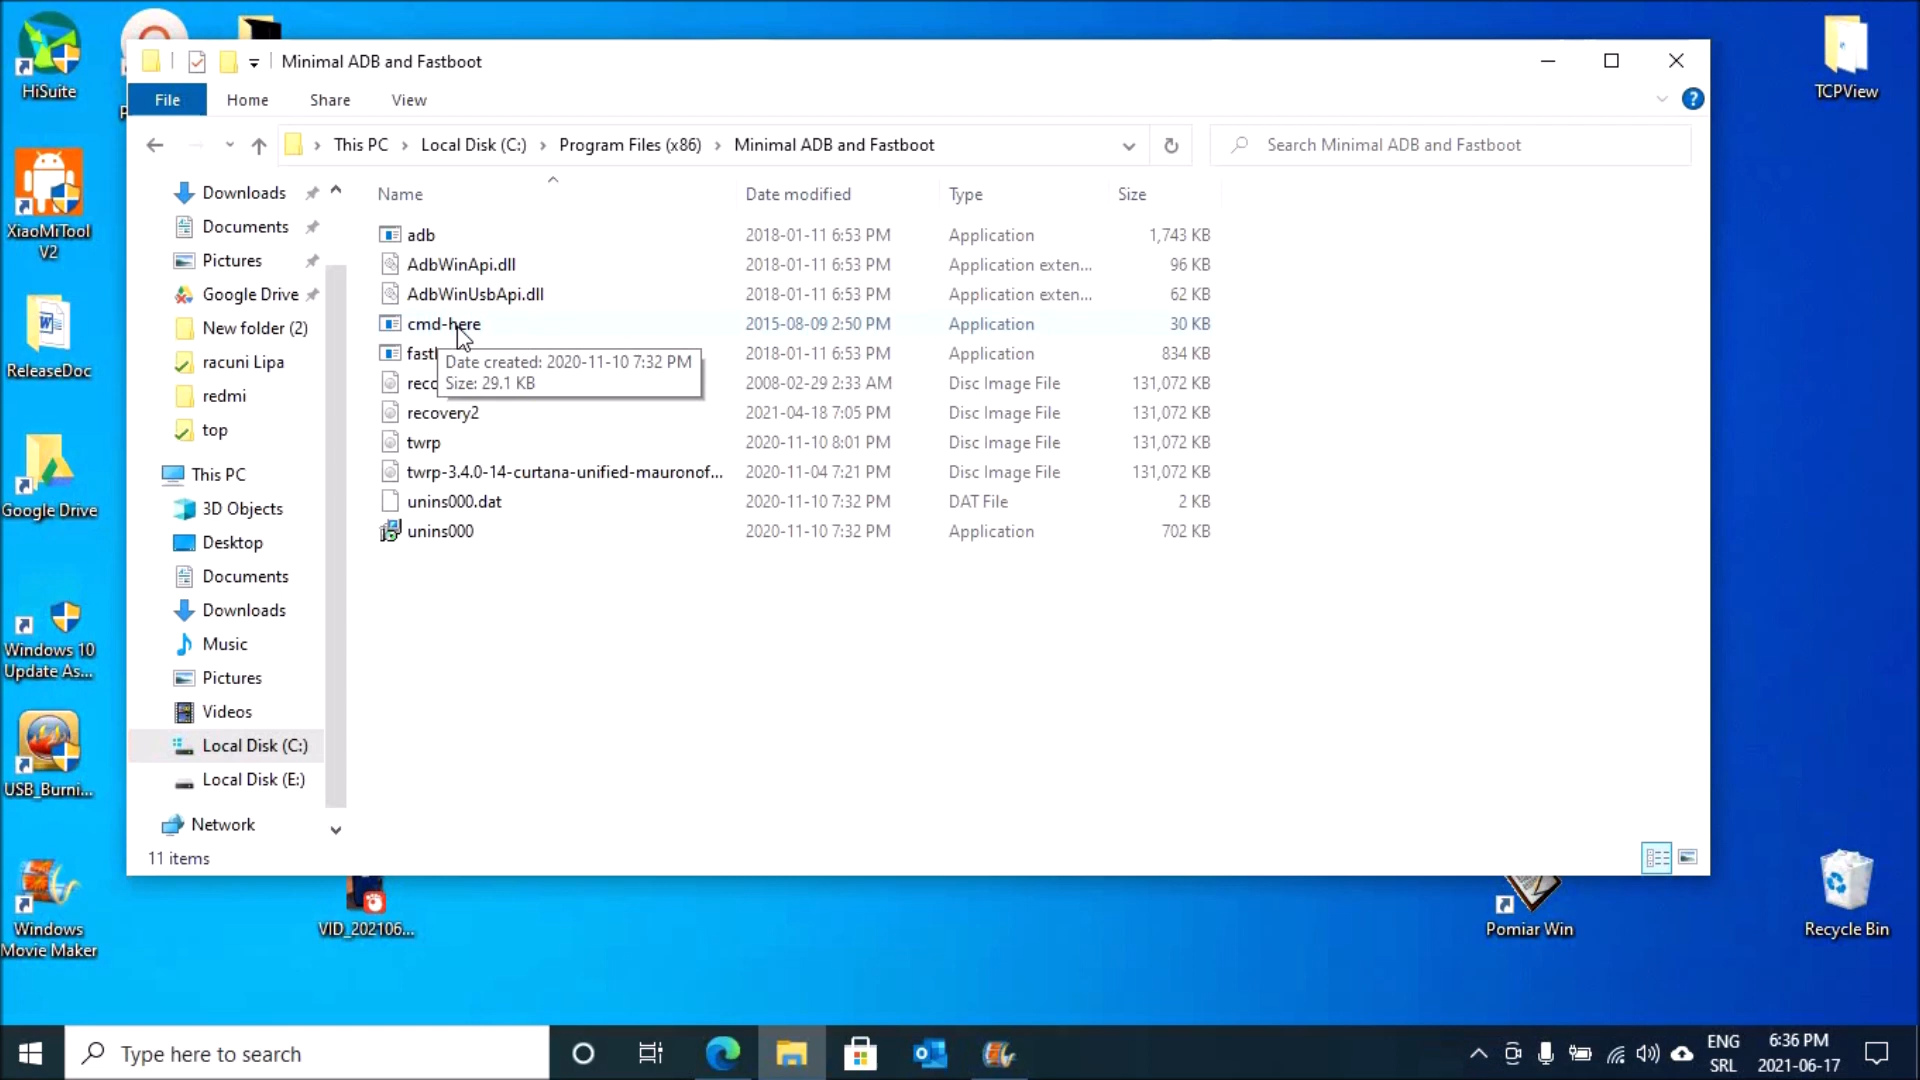 Minimal ADB and Fastboot
File Home Share View
This PC Local Disk (C:) Program Files (x86) Minimal ADB and Fastboot
Search Minimal ADB and Fastboot
Name Date modified Type Size
adb 2018-01-11 6:53 PM Application 1,743 KB
AdbWinApi.dll 2018-01-11 6:53 PM Application exten... 96 KB
AdbWinUsbApi.dll 2018-01-11 6:53 PM Application exten... 62 KB
cmd-here 2015-08-09 2:50 PM Application 30 KB
2018-01-11 6:53 PM Application 834 KB
2008-02-29 2:33 AM Disc Image File 131,072 KB
Date created: 2020-11-10 7:32 PM
Size: 29.1 KB
recovery2 2021-04-18 7:05 PM Disc Image File 131,072 KB
twrp 2020-11-10 8:01 PM Disc Image File 131,072 KB
twrp-3.4.0-14-curtana-unified-mauronof... 2020-11-04 7:21 PM Disc Image File 131,072 KB
unins000.dat 2020-11-10 7:32 PM DAT File 2 KB
unins000 2020-11-10 7:32 PM Application 702 KB
Downloads
Documents
Pictures
Google Drive
New folder (2)
racuni Lipa
redmi
top
This PC
3D Objects
Desktop
Documents
Downloads
Music
Pictures
Videos
Local Disk (C:)
Local Disk (E:)
Network
11 items
HiSuite
XiaoMiTool
V2
ReleaseDoc
Google Drive
Windows 10
Update As...
USB_Burni...
Windows
Movie Maker
VID_202106...
TCPView
Pomiar Win
Recycle Bin
Type here to search
ENG
SRL
6:36 PM
2021-06-17